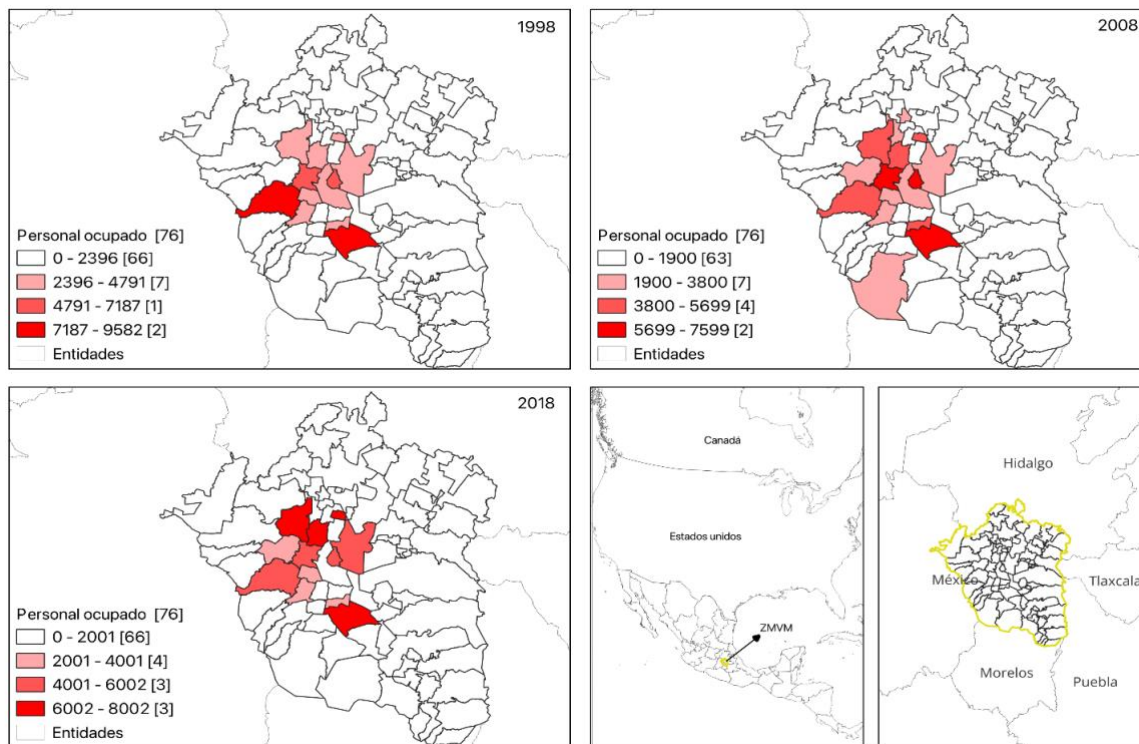 1998
Personal ocupado [76]
0 - 2396 [66]
2396 - 4791 [7]
4791 - 7187 [1]
7187 - 9582 [2]
Entidades
2008
Personal ocupado [76]
0 - 1900 [63]
1900 - 3800 [7]
3800 - 5699 [4]
5699 - 7599 [2]
Entidades
2018
Personal ocupado [76]
0 - 2001 [66]
2001 - 4001 [4]
4001 - 6002 [3]
6002 - 8002 [3]
Entidades
Canadá
Estados unidos
ZMVM
Hidalgo
México
Tlaxcala
Morelos
Puebla